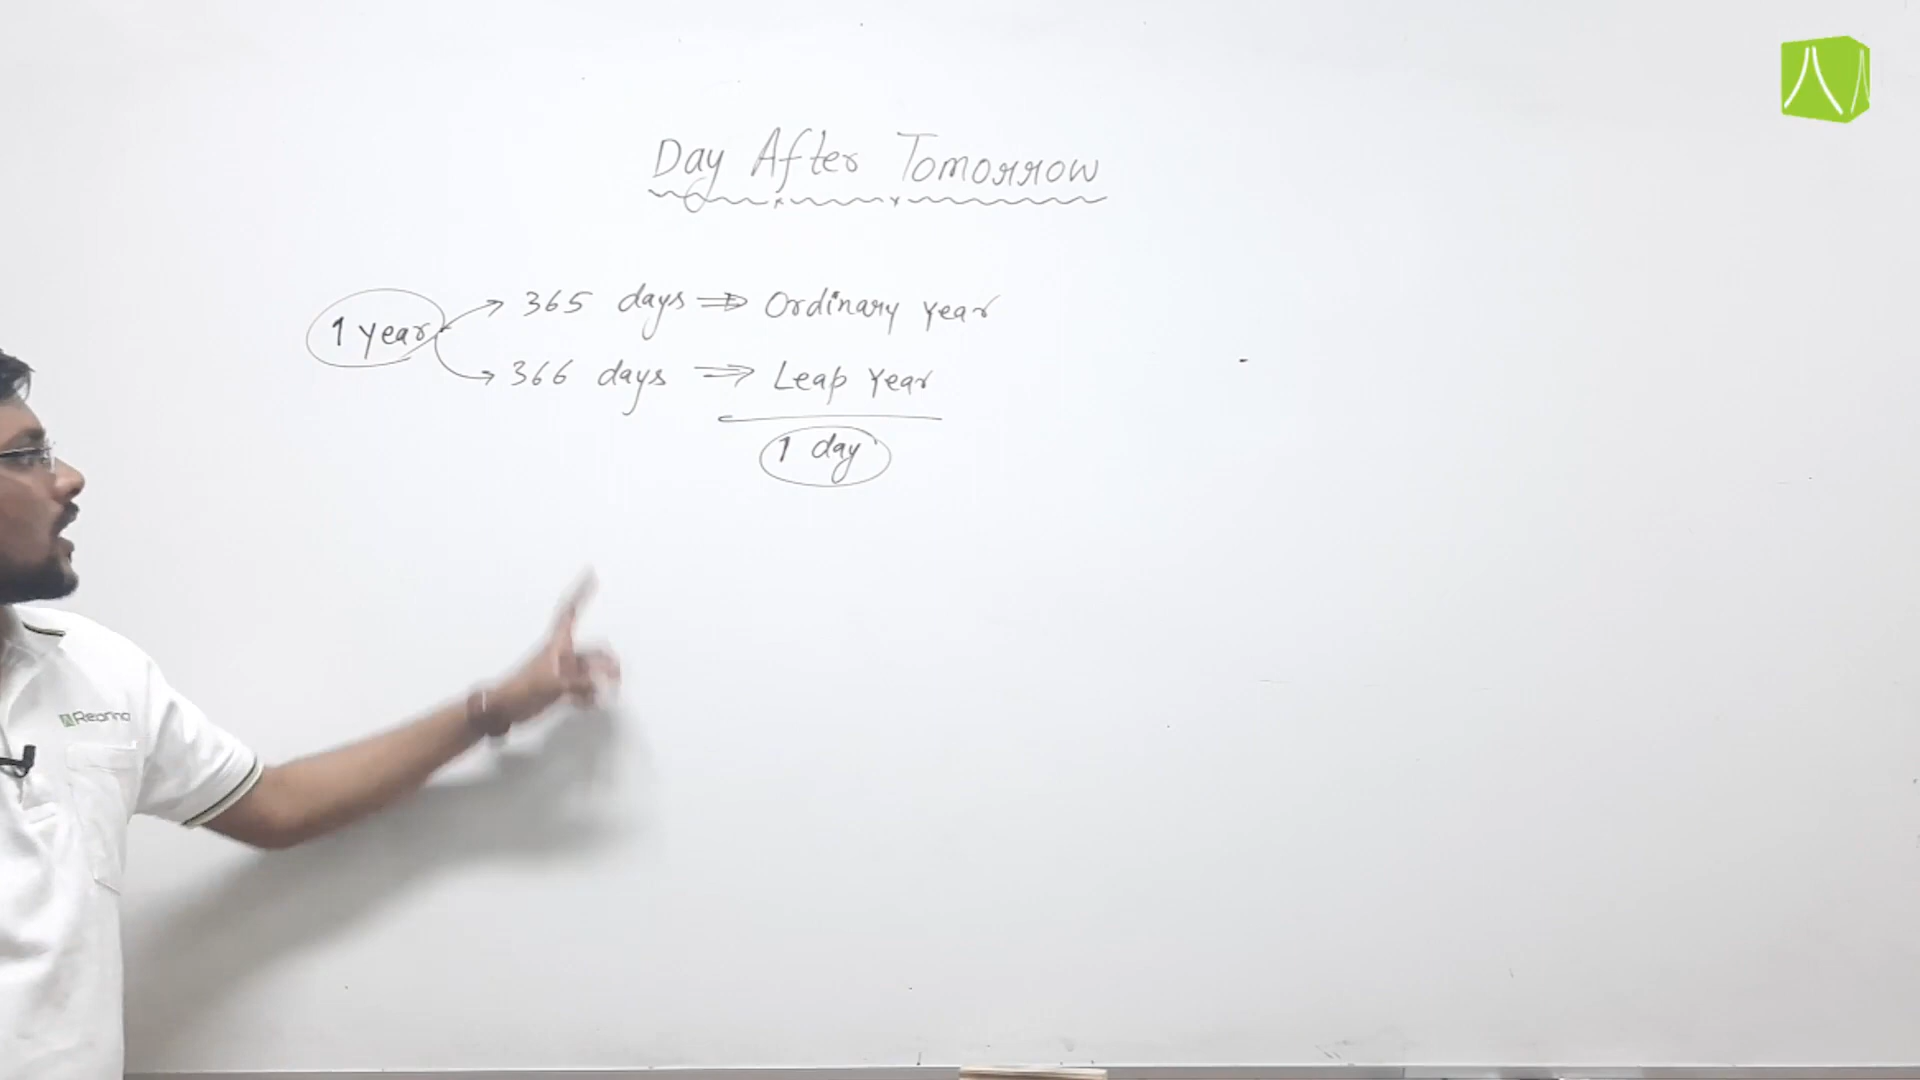 Day After Tomorrow
1 year
365 days ⇒ Ordinary year
366 days ⇒ Leap Year
1 day